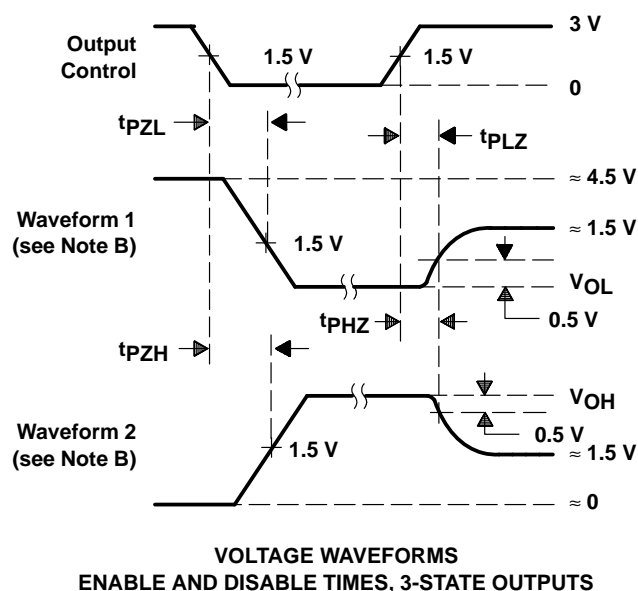 3 V
Output
Control
1.5 V
1.5 V
0
tPZL
tPLZ
≈ 4.5 V
Waveform 1
(see Note B)
1.5 V
≈ 1.5 V
VOL
tPHZ
0.5 V
tPZH
VOH
Waveform 2
(see Note B)
1.5 V
0.5 V
≈ 1.5 V
≈ 0
VOLTAGE WAVEFORMS
ENABLE AND DISABLE TIMES, 3-STATE OUTPUTS